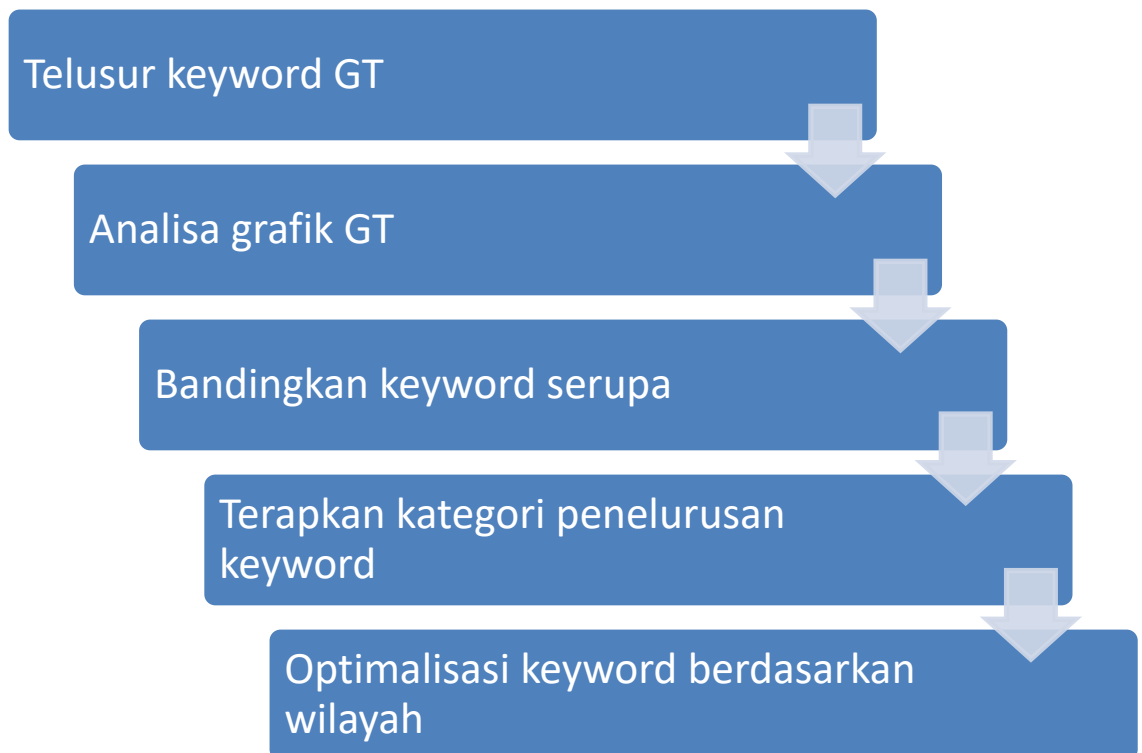 Telusur keyword GT
Analisa grafik GT
Bandingkan keyword serupa
Terapkan kategori penelurusan
keyword
Optimalisasi keyword berdasarkan
wilayah